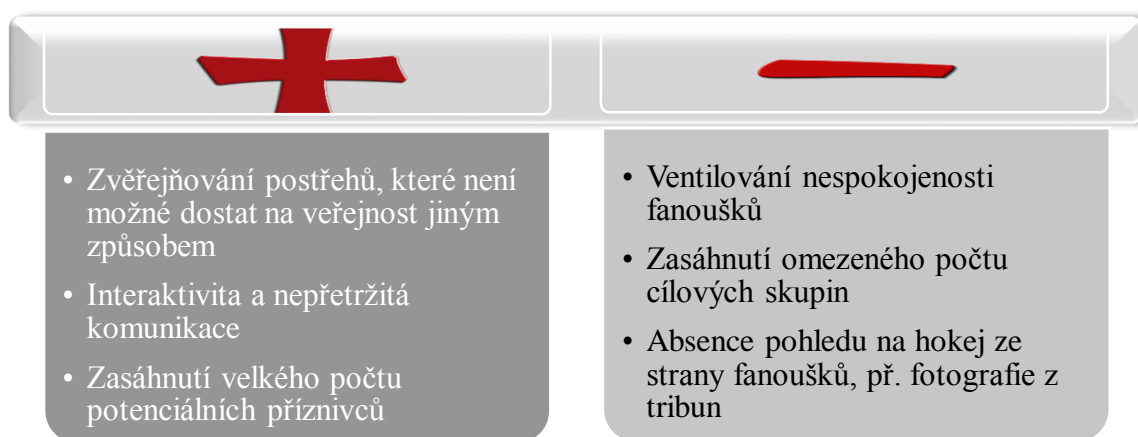 • Zvěřejňování postřehů, které není
možné dostat na veřejnost jiným
způsobem
• Interaktivita a nepřetržitá
komunikace
• Zasáhnutí velkého počtu
potenciálních příznivců
• Ventilování nespokojenosti
fanoušků
• Zasáhnutí omezeného počtu
cílových skupin
• Absence pohledu na hokej ze
strany fanoušků, př. fotografie z
tribun